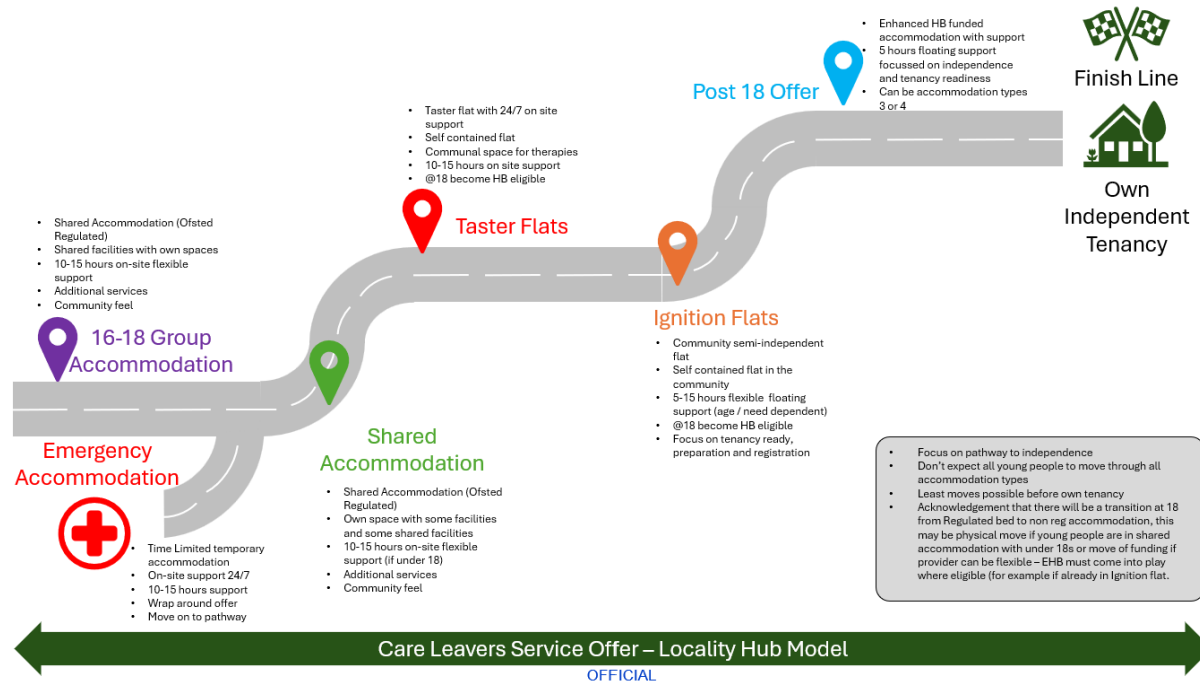 • Enhanced HB funded
accommodation with support
• 5 hours floating support
focussed on independence
and tenancy readiness
• Can be accommodation types
3 or 4
Finish Line
Post 18 Offer
Own
Independent
Tenancy
• Taster flat with 24/7 on site
support
• Self contained flat
• Communal space for therapies
• 10-15 hours on site support
• @18 become HB eligible
Taster Flats
• Shared Accommodation (Ofsted
Regulated)
• Shared facilities with own spaces
• 10-15 hours on-site flexible
support
• Additional services
• Community feel
16-18 Group
Accommodation
Ignition Flats
• Community semi-independent
flat
• Self contained flat in the
community
• 5-15 hours flexible floating
support (age / need dependent)
• @18 become HB eligible
• Focus on tenancy ready,
preparation and registration
Emergency
Accommodation
• Time Limited temporary
accommodation
• On-site support 24/7
• 10-15 hours support
• Wrap around offer
• Move on to pathway
Shared
Accommodation
• Shared Accommodation (Ofsted
Regulated)
• Own space with some facilities
and some shared facilities
• 10-15 hours on-site flexible
support (if under 18)
• Additional services
• Community feel
• Focus on pathway to independence
• Don't expect all young people to move through all
accommodation types
• Least moves possible before own tenancy
• Acknowledgement that there will be a transition at 18
from Regulated bed to non reg accommodation, this
may be physical move if young people are in shared
accommodation with under 18s or move of funding if
provider can be flexible – EHB must come into play
where eligible (for example if already in Ignition flat.
Care Leavers Service Offer – Locality Hub Model
OFFICIAL